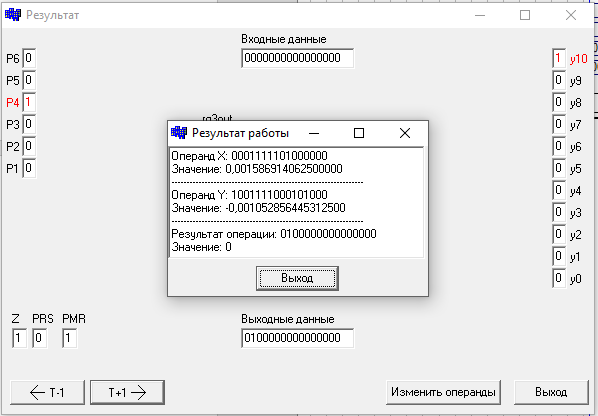 Результат
Входные данные
0000000000000000
P6 0
P5 0
P4 1
P3 0
P2 0
P1 0
1 y10
0 y9
0 y8
0 y7
0 y6
0 y5
0 y4
0 y3
0 y2
0 y1
0 y0
Результат работы
Операнд X: 0001111101000000
Значение: 0,001586914062500000
Операнд Y: 1001111000101000
Значение: -0,001052856445312500
Результат операции: 0100000000000000
Значение: 0
Выход
Z PRS PMR
1 0 1
Выходные данные
0100000000000000
T-1
T+1
Изменить операнды
Выход